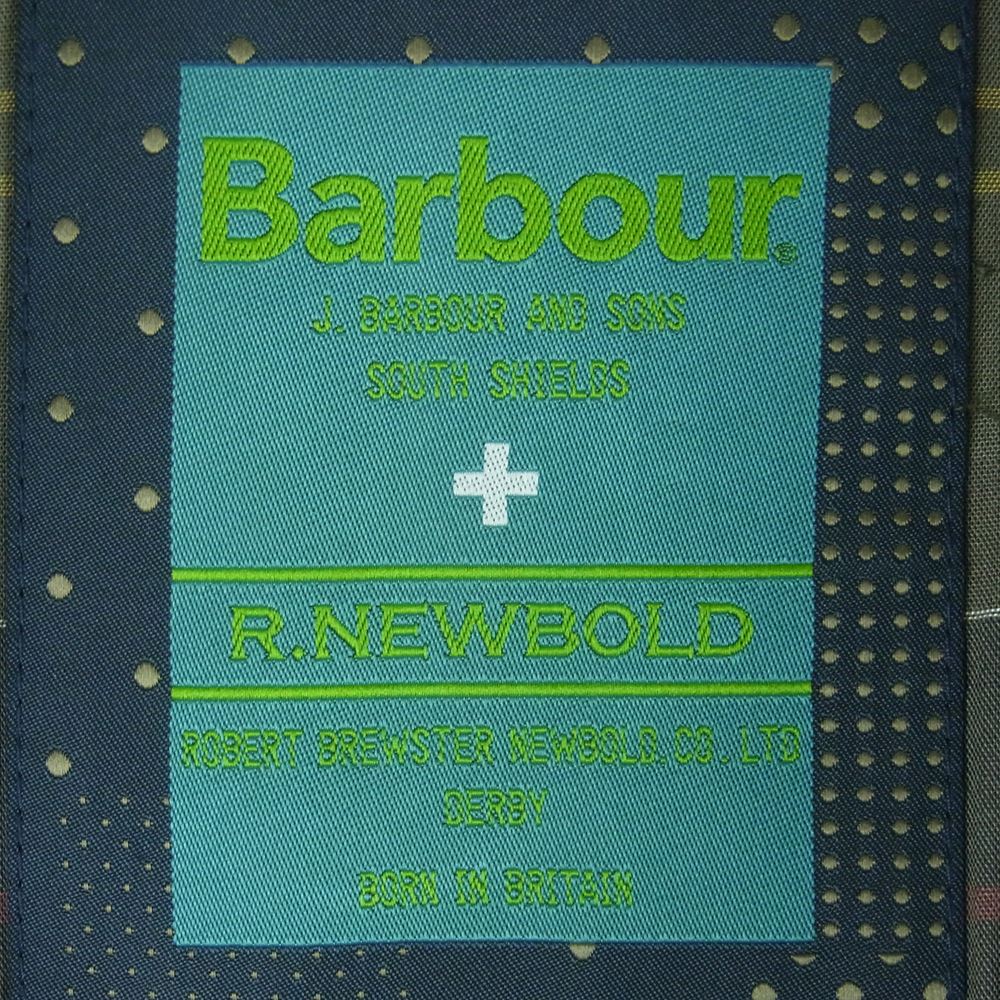 Barbour®
J. BARBOUR AND SONS
SOUTH SHIELDS
R.NEWBOLD
ROBERT BREWSTER NEWBOLD.CO.LTD
DERBY
BORN IN BRITAIN